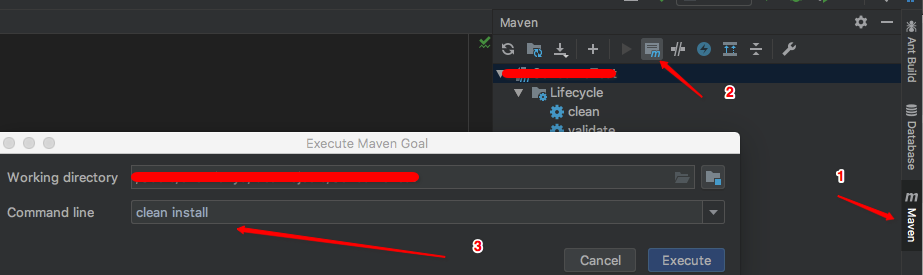 Maven
Ant Build
2
Lifecycle
clean
validate
Database
Execute Maven Goal
Working directory
1
Command line
clean install
Maven
3
Cancel
Execute